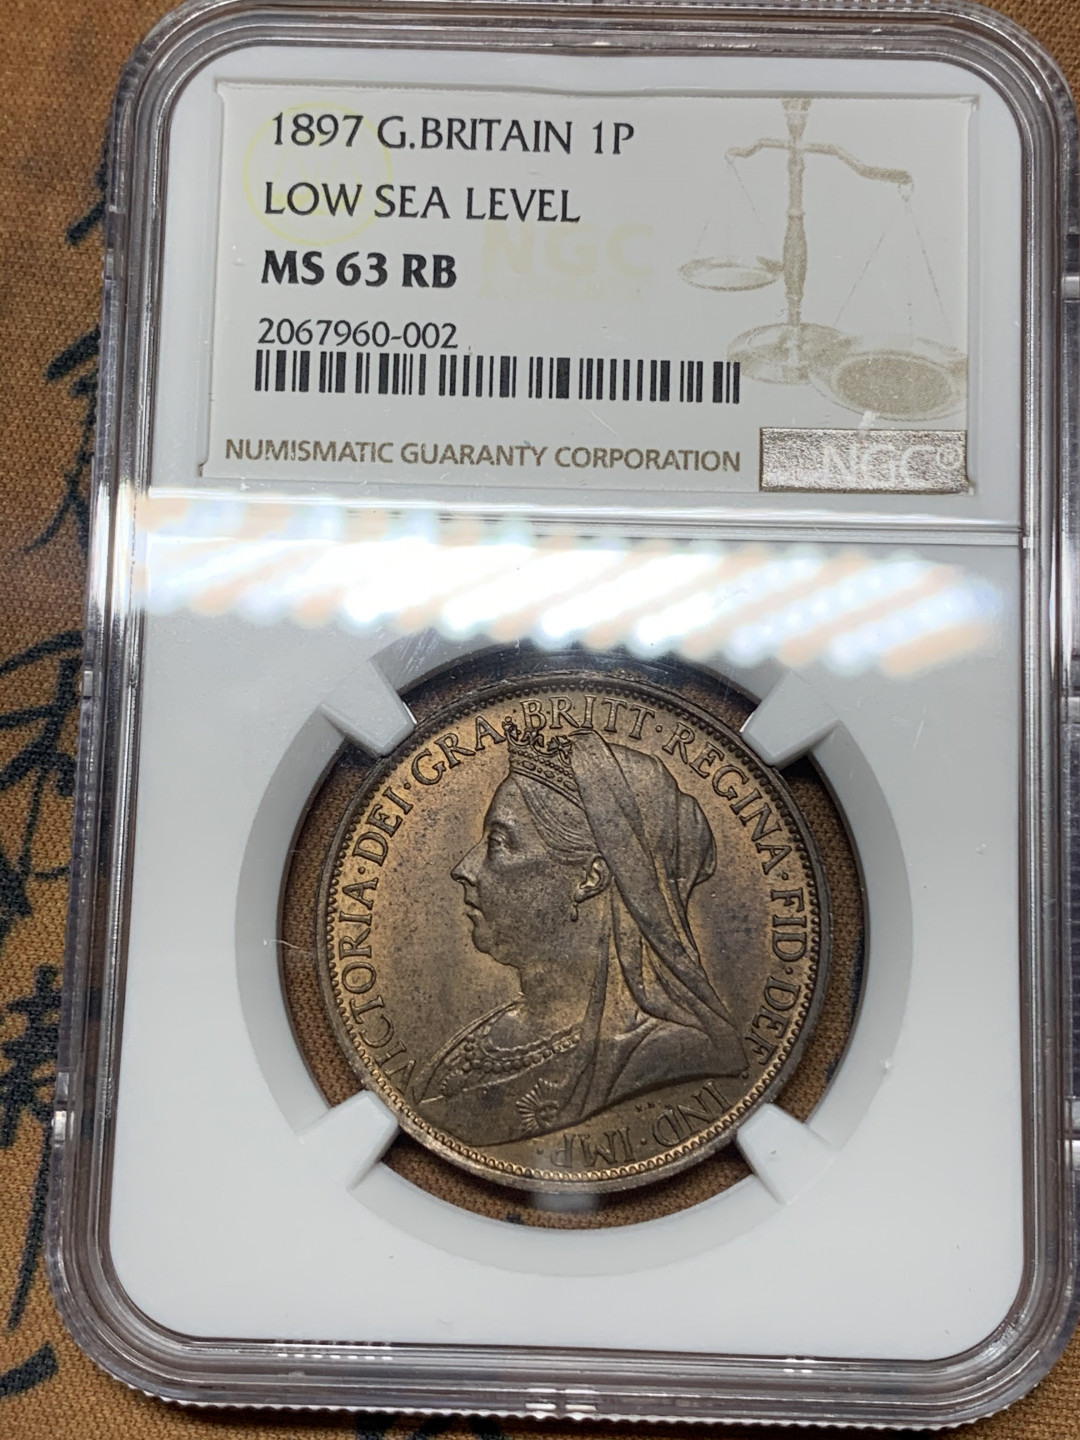 1897 G.BRITAIN 1P
LOW SEA LEVEL
MS 63 RB
2067960-002
NGC
NUMISMATIC GUARANTY CORPORATION
NGC®
VICTORIA·DEI·GRA·BRITT·REGINA·FID·DEF·IND·IMP·